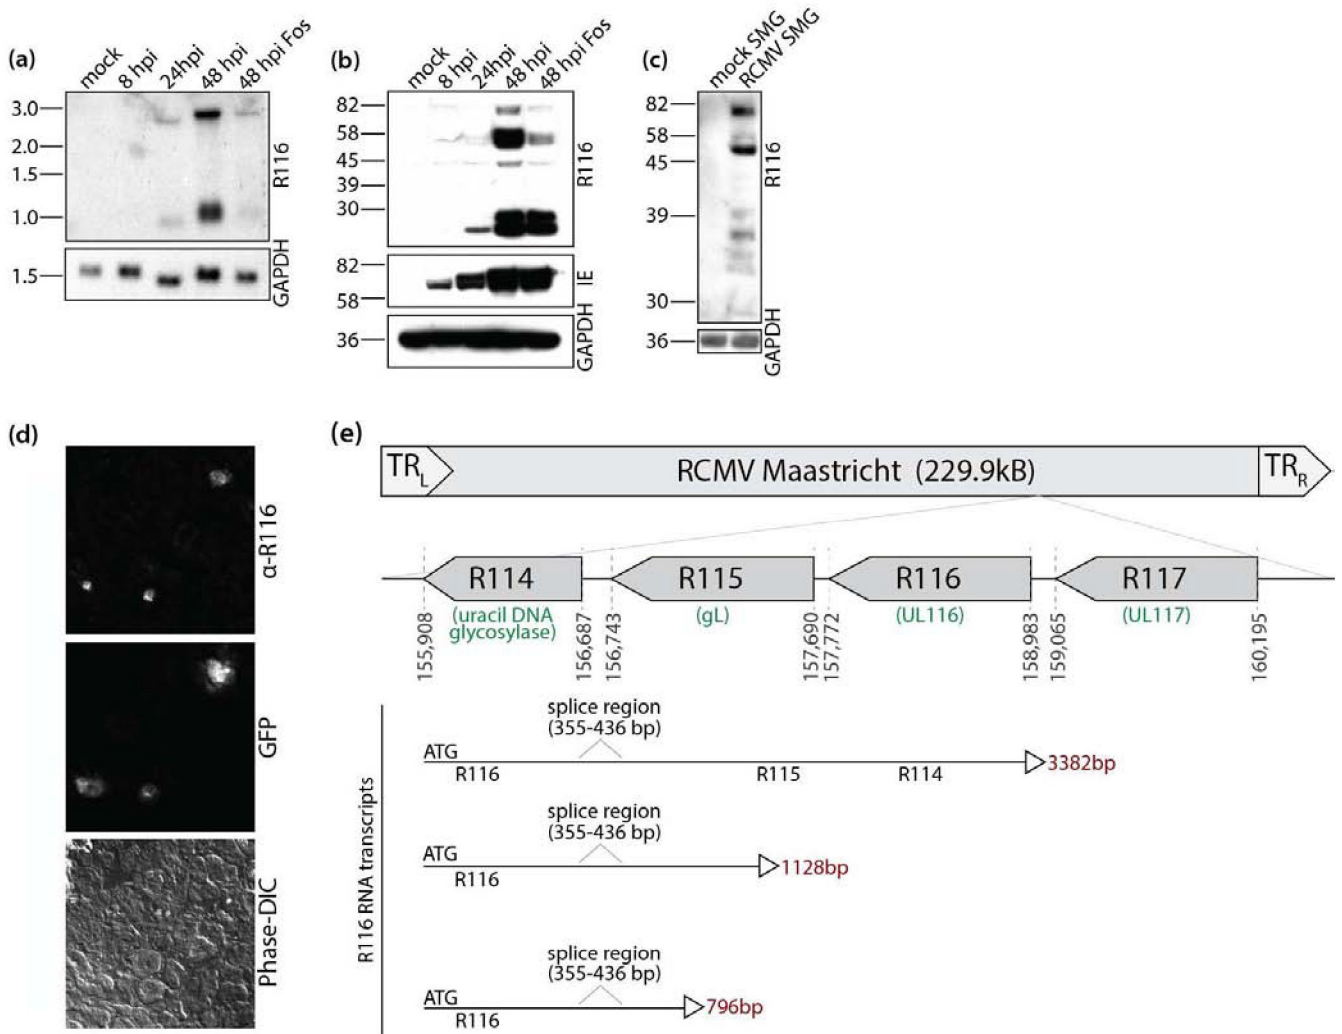 (a)
mock
8 hpi
24hpi
48 hpi
48 hpi Fos
3.0
2.0
1.5
1.0
R116
1.5
GAPDH
(b)
mock
8 hpi
24hpi
48 hpi
48 hpi Fos
82
58
45
39
30
R116
82
58
IE
36
GAPDH
(c)
mock SMG
RCMV SMG
82
58
45
39
30
R116
36
GAPDH
(d)
α-R116
GFP
Phase-DIC
(e)
TRL
RCMV Maastricht (229.9kB)
TRR
R114
R115
R116
R117
(uracil DNA
glycosylase)
(gL)
(UL116)
(UL117)
155,908
156,687
156,743
157,690
157,772
158,983
159,065
160,195
R116 RNA transcripts
splice region
(355-436 bp)
ATG
R116
R115
R114
3382bp
splice region
(355-436 bp)
ATG
R116
1128bp
splice region
(355-436 bp)
ATG
R116
796bp